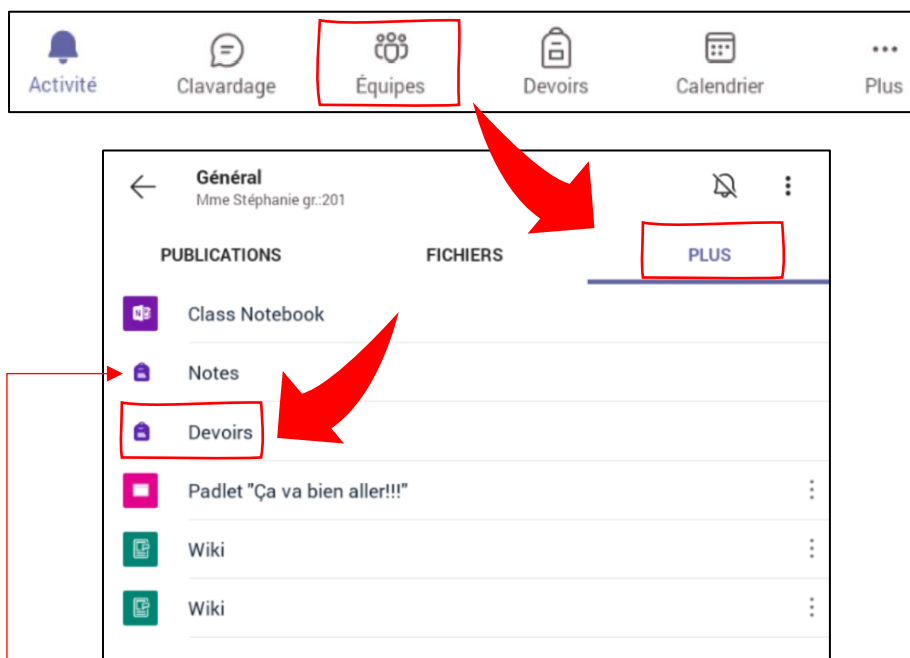 Activité Clavardage Équipes Devoirs Calendrier Plus
Général
Mme Stéphanie gr.:201
PUBLICATIONS FICHIERS PLUS
Class Notebook
Notes
Devoirs
Padlet "Ça va bien aller!!!"
Wiki
Wiki